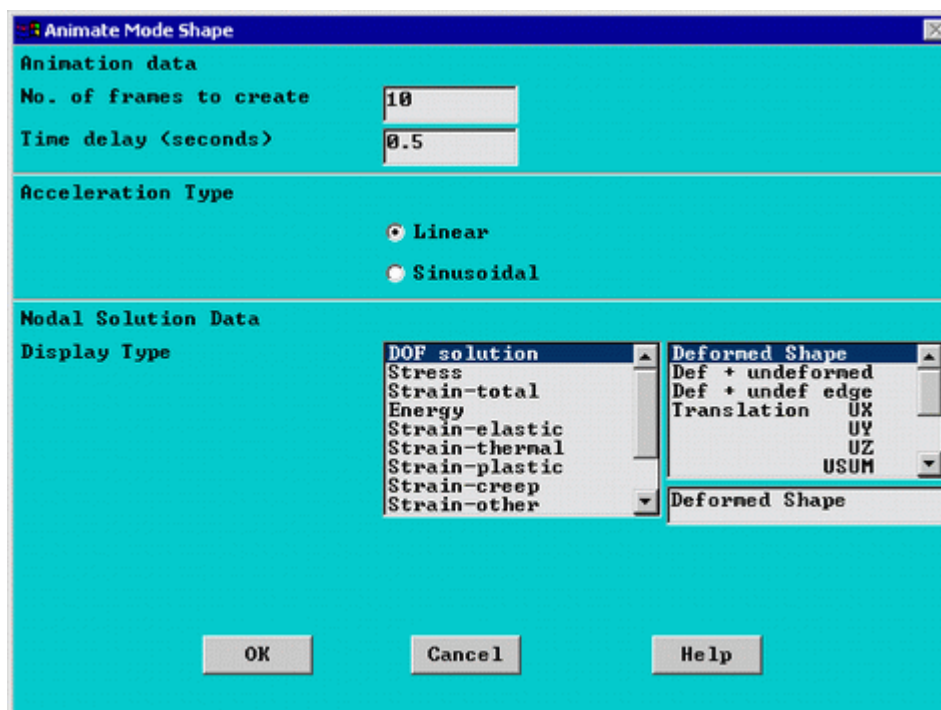 Animate Mode Shape
Animation data
No. of frames to create 10
Time delay (seconds) 0.5
Acceleration Type
Linear
Sinusoidal
Nodal Solution Data
Display Type
DOF solution
Stress
Strain-total
Energy
Strain-elastic
Strain-thermal
Strain-plastic
Strain-creep
Strain-other
Deformed Shape
Def + undeformed
Def + undef edge
Translation UX
UY
UZ
USUM
Deformed Shape
OK Cancel Help